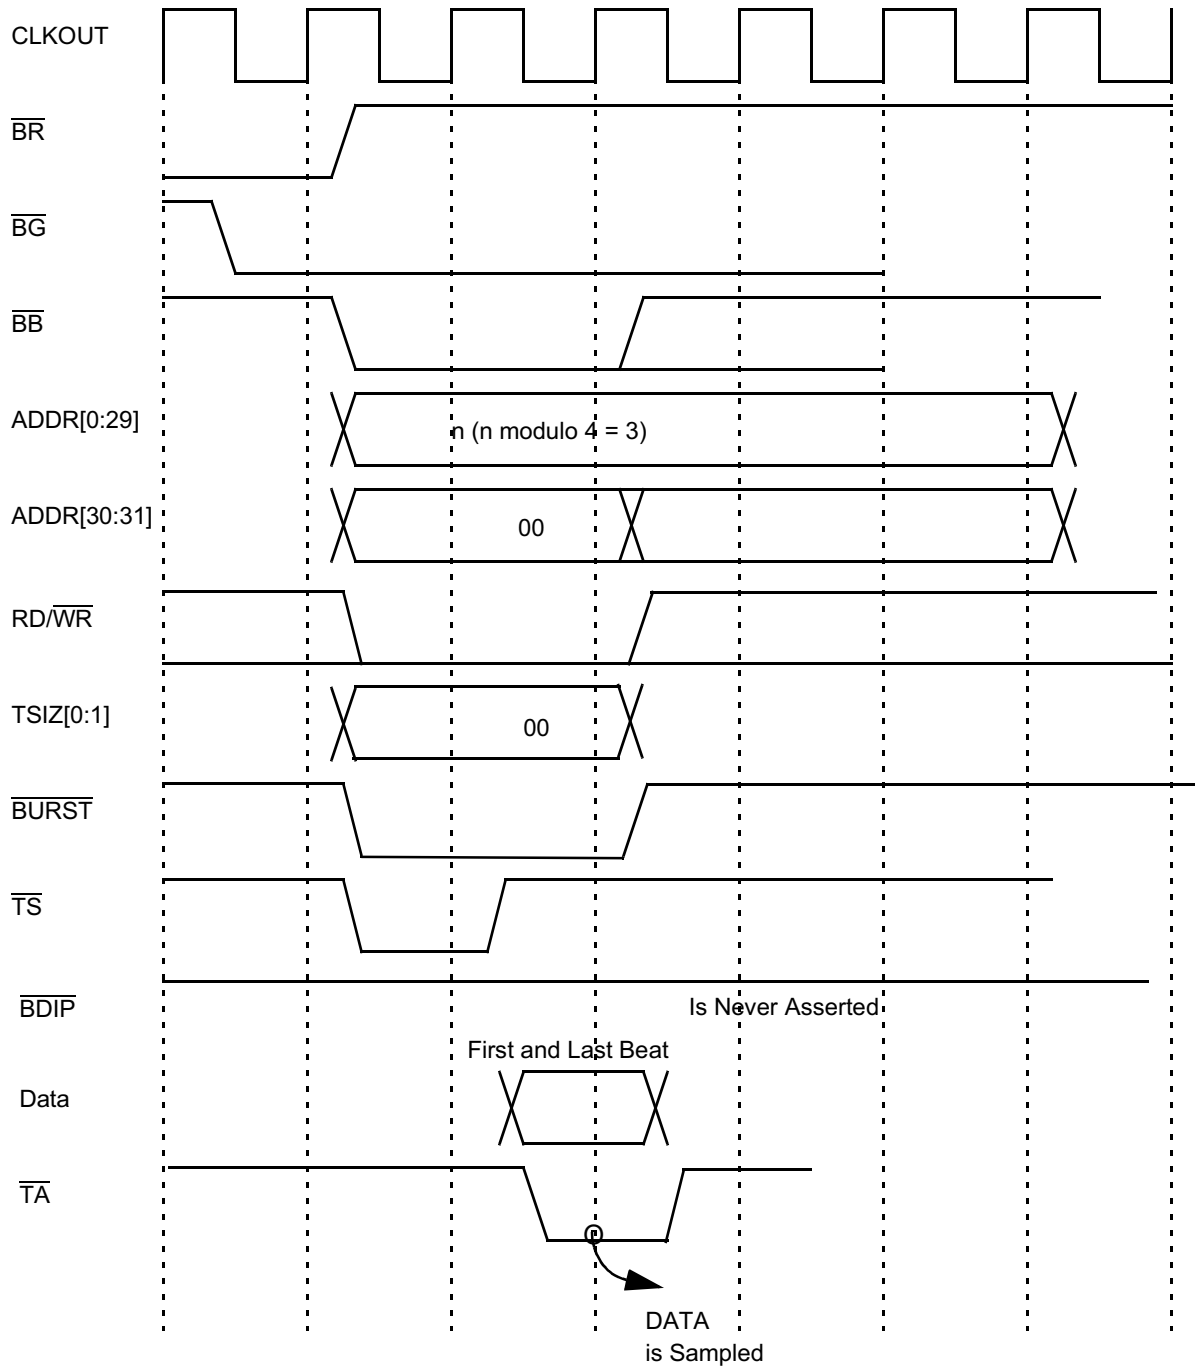 CLKOUT
BR
BG
BB
ADDR[0:29]
n (n modulo 4 = 3)
ADDR[30:31]
00
RD/WR
TSIZ[0:1]
00
BURST
TS
BDIP
Is Never Asserted
First and Last Beat
Data
TA
DATA
is Sampled